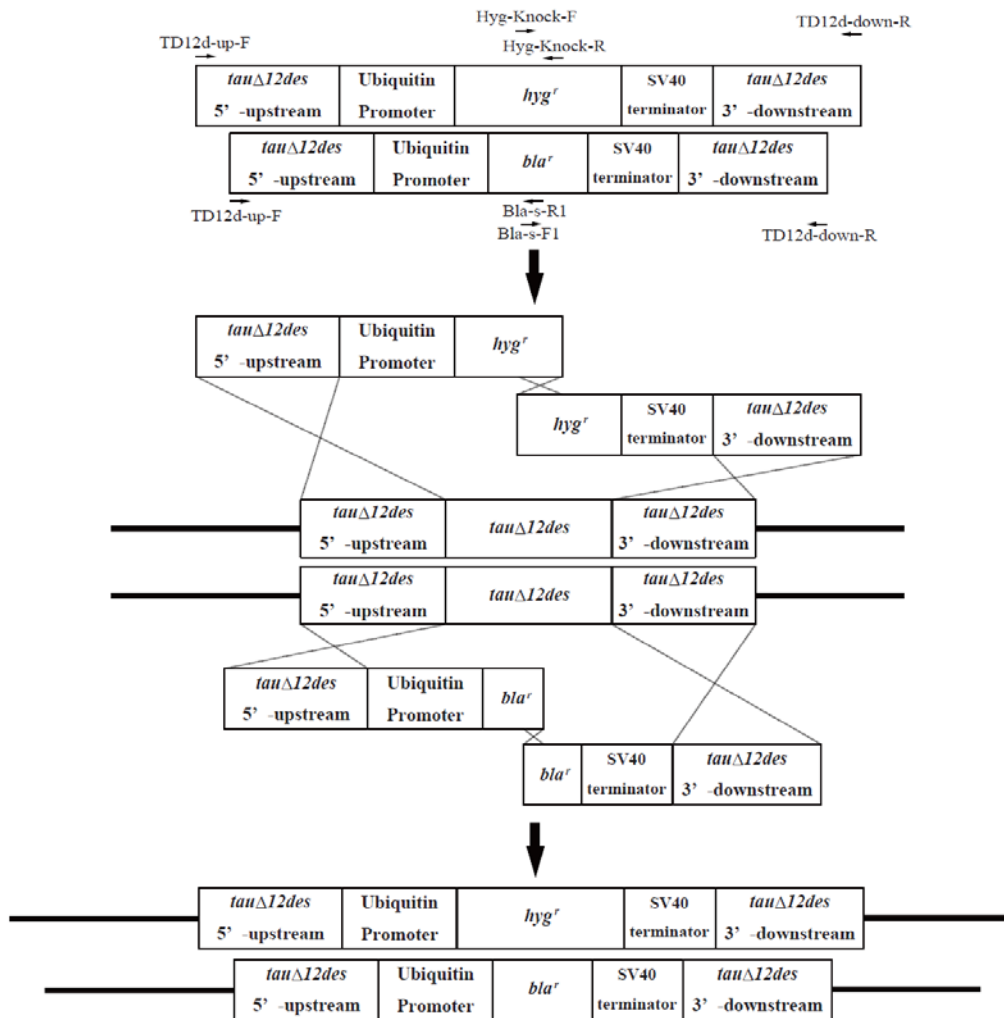 Hyg-Knock-F
TD12d-down-R
TD12d-up-F
Hyg-Knock-R
tauΔ12des Ubiquitin hygʳ SV40 tauΔ12des
5' -upstream Promoter terminator 3' -downstream
tauΔ12des Ubiquitin blaʳ SV40 tauΔ12des
5' -upstream Promoter terminator 3' -downstream
TD12d-up-F Bla-s-R1 TD12d-down-R
Bla-s-F1
tauΔ12des Ubiquitin hygʳ
5' -upstream Promoter
hygʳ SV40 tauΔ12des
terminator 3' -downstream
tauΔ12des tauΔ12des tauΔ12des
5' -upstream 3' -downstream
tauΔ12des tauΔ12des tauΔ12des
5' -upstream 3' -downstream
tauΔ12des Ubiquitin blaʳ
5' -upstream Promoter
blaʳ SV40 tauΔ12des
terminator 3' -downstream
tauΔ12des Ubiquitin hygʳ SV40 tauΔ12des
5' -upstream Promoter terminator 3' -downstream
tauΔ12des Ubiquitin blaʳ SV40 tauΔ12des
5' -upstream Promoter terminator 3' -downstream